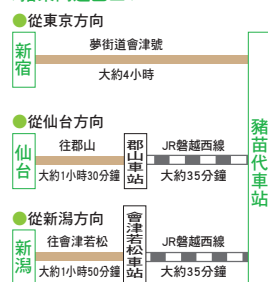 ●從東京方向
新宿
夢街道會津號
大約4小時
●從仙台方向
仙台
往郡山
大約1小時30分鐘
郡山車站
JR磐越西線
大約35分鐘
●從新潟方向
新潟
往會津若松
大約1小時50分鐘
會津若松車站
JR磐越西線
大約35分鐘
豬苗代車站